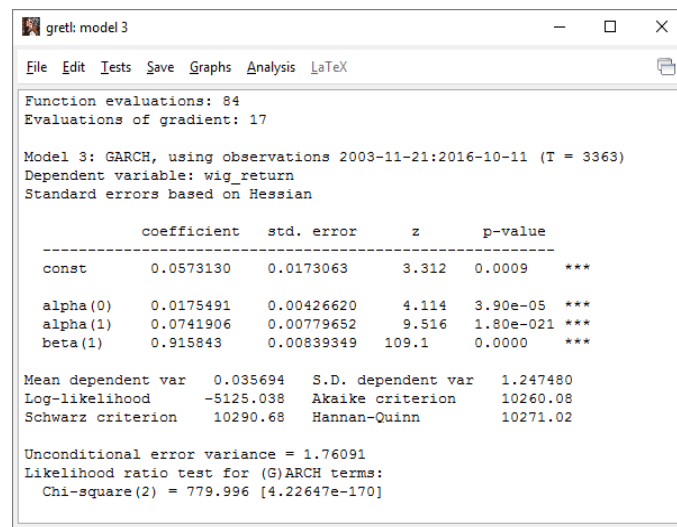 gretl: model 3
File Edit Tests Save Graphs Analysis LaTeX
Function evaluations: 84
Evaluations of gradient: 17
Model 3: GARCH, using observations 2003-11-21:2016-10-11 (T = 3363)
Dependent variable: wig_return
Standard errors based on Hessian
coefficient std. error z p-value
-------------------------------------------------------
const 0.0573130 0.0173063 3.312 0.0009 ***
alpha(0) 0.0175491 0.00426620 4.114 3.90e-05 ***
alpha(1) 0.0741906 0.00779652 9.516 1.80e-021 ***
beta(1) 0.915843 0.00839349 109.1 0.0000 ***
Mean dependent var 0.035694 S.D. dependent var 1.247480
Log-likelihood -5125.038 Akaike criterion 10260.08
Schwarz criterion 10290.68 Hannan-Quinn 10271.02
Unconditional error variance = 1.76091
Likelihood ratio test for (G)ARCH terms:
Chi-square(2) = 779.996 [4.22647e-170]